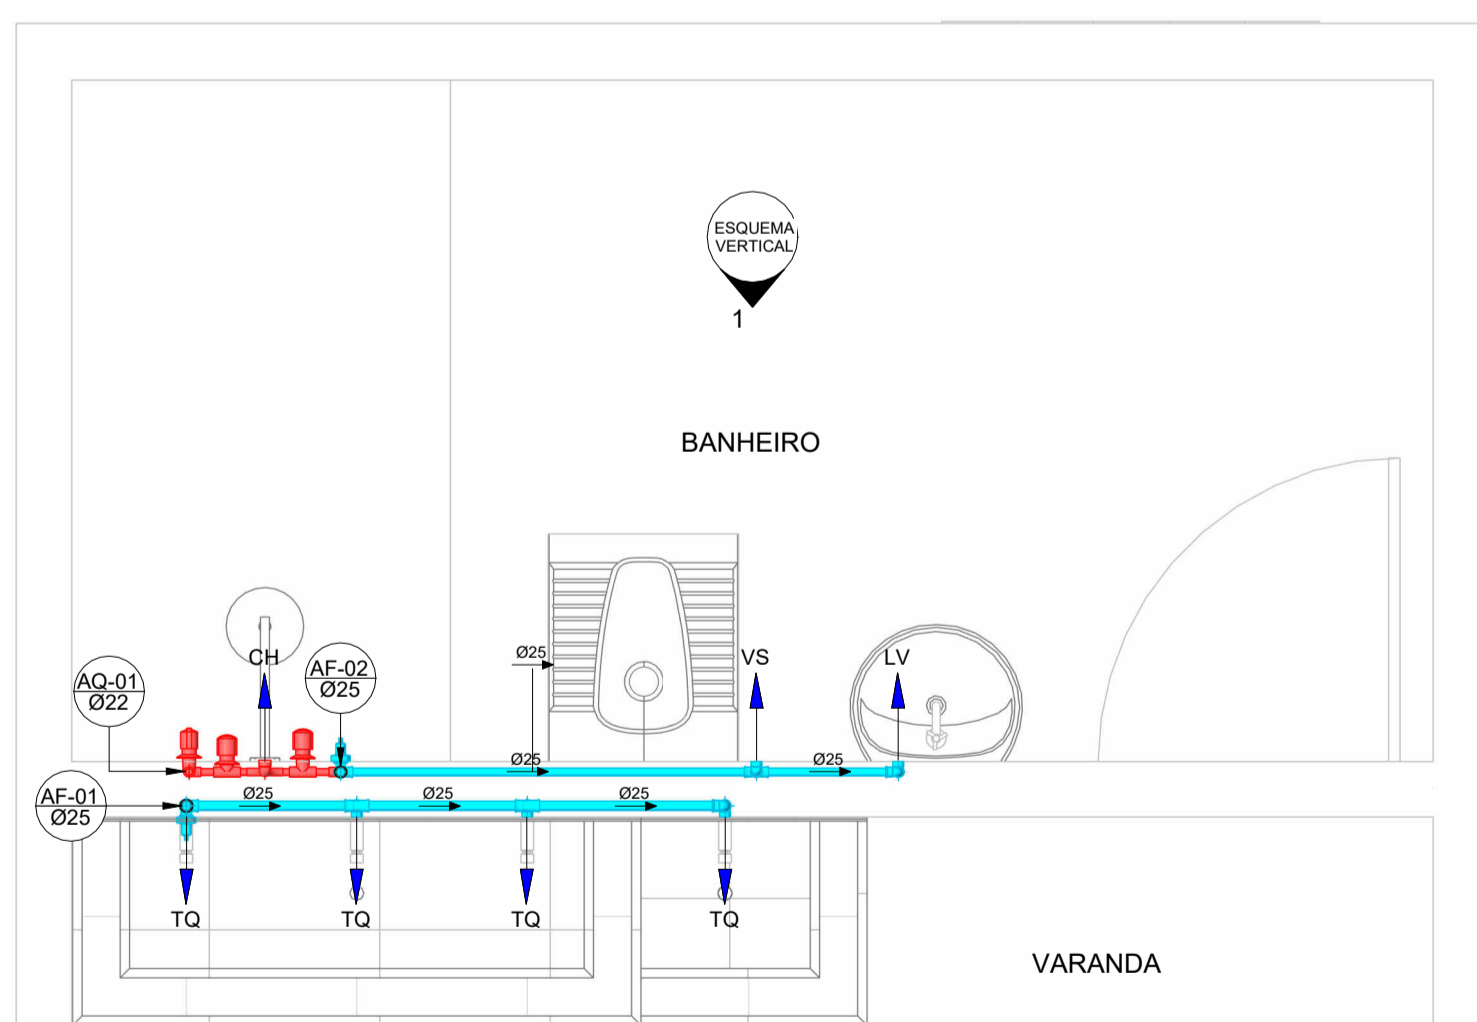 ESQUEMA
VERTICAL
1
BANHEIRO
CH
AF-02
Ø25
Ø25
VS
LV
AQ-01
Ø22
Ø25
Ø25
AF-01
Ø25
Ø25
Ø25
Ø25
TQ
TQ
TQ
TQ
VARANDA